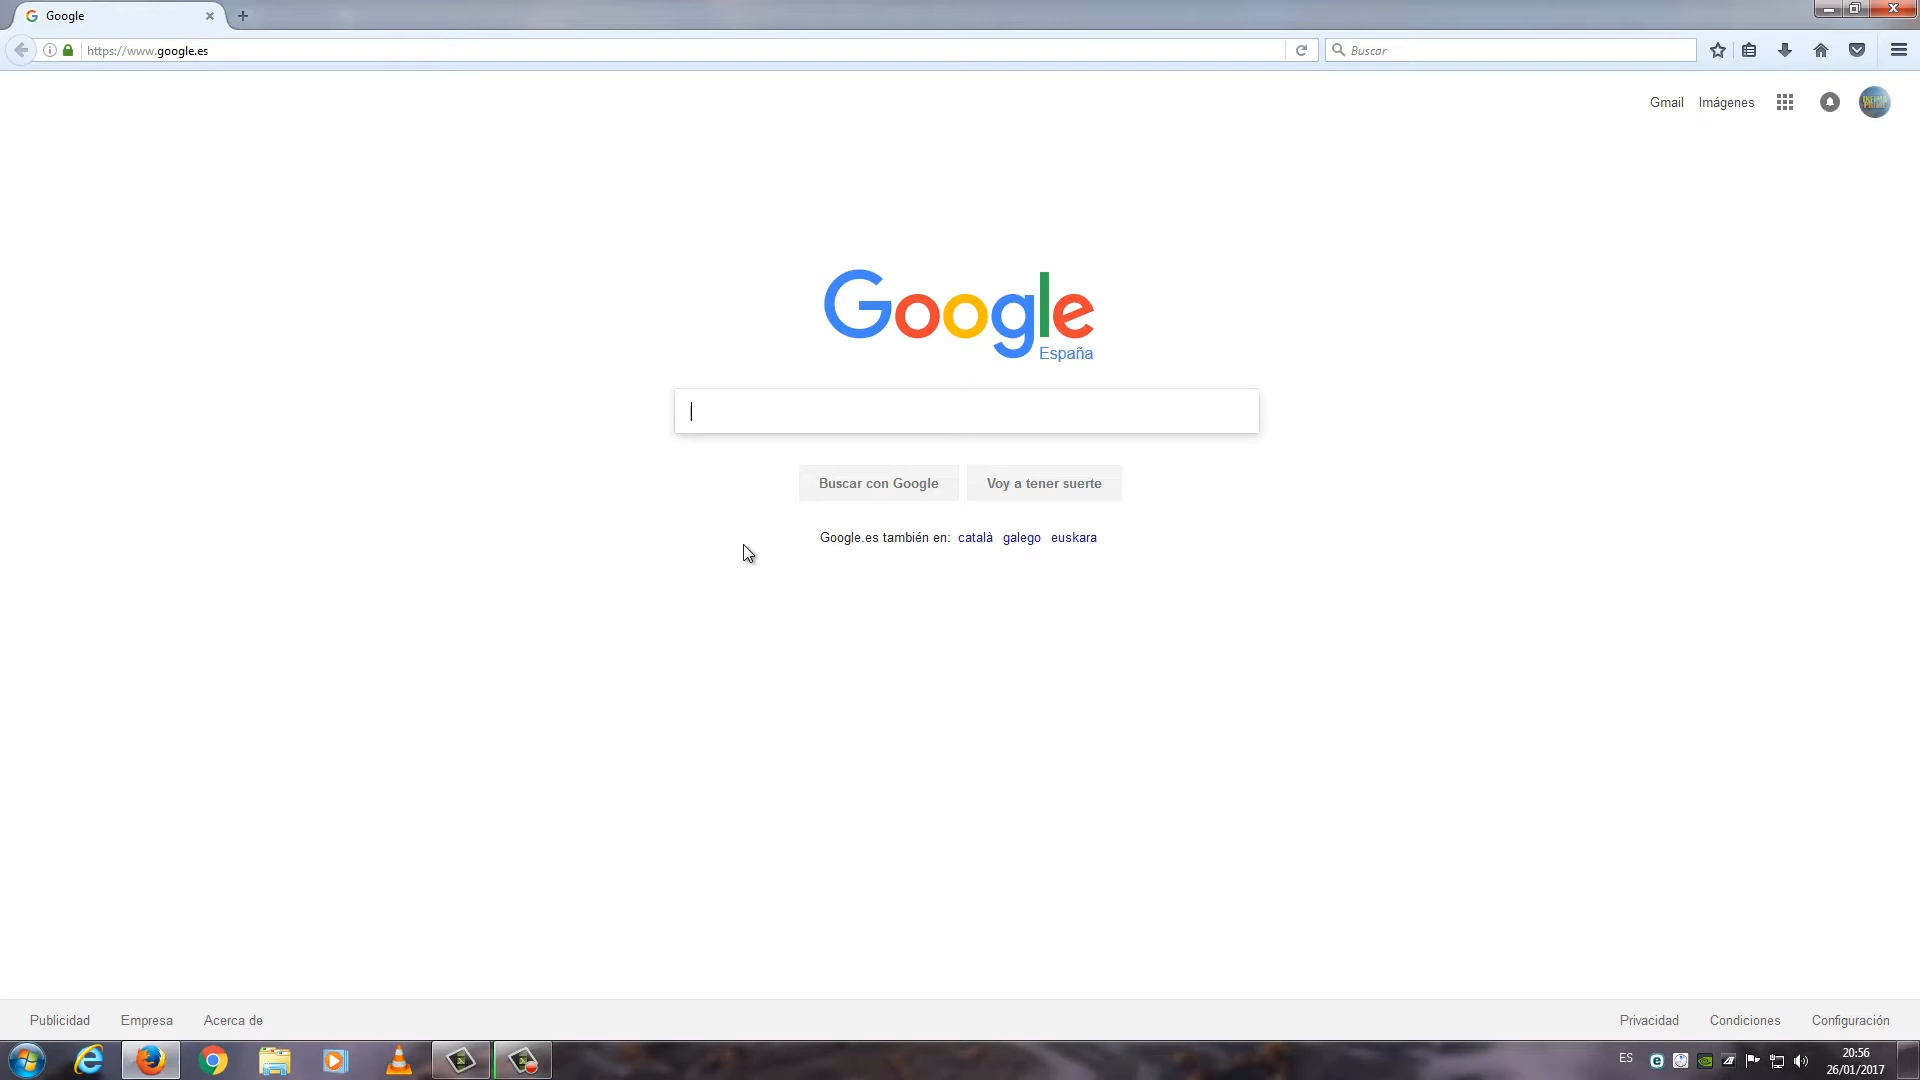 Google
https://www.google.es
Buscar
Gmail Imágenes
Google
España
Buscar con Google Voy a tener suerte
Google.es también en: català galego euskara
Publicidad Empresa Acerca de
Privacidad Condiciones Configuración
ES
20:56
26/01/2017